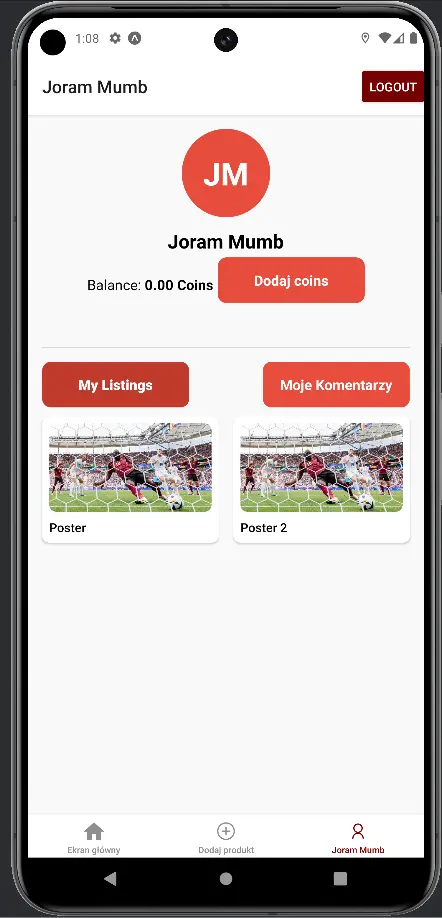 1:08
Joram Mumb
LOGOUT
JM
Joram Mumb
Balance: 0.00 Coins
Dodaj coins
My Listings
Moje Komentarzy
Poster
Poster 2
Ekran główny
Dodaj produkt
Joram Mumb